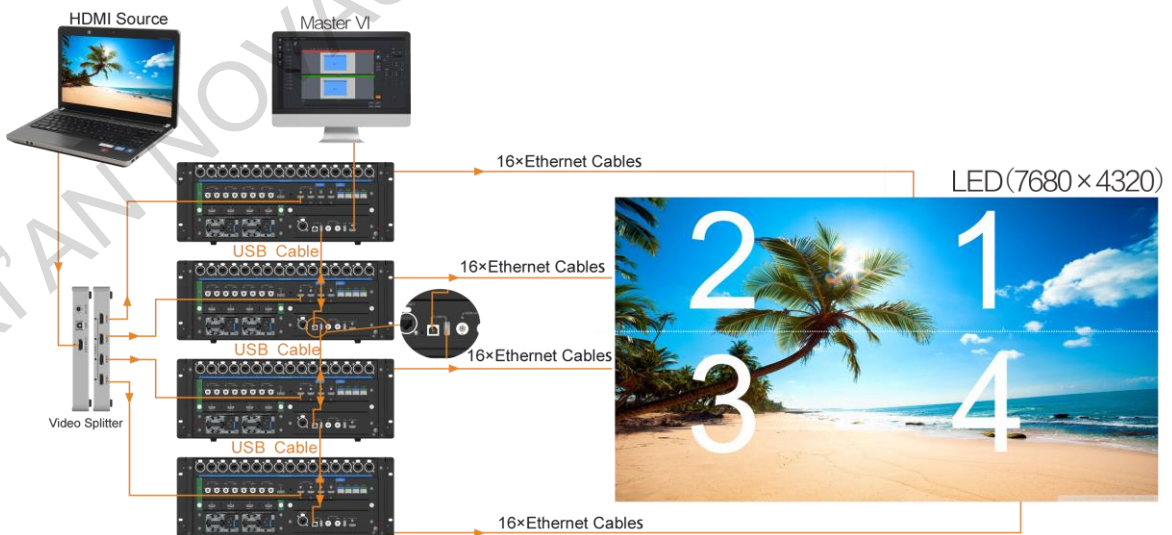 HDMI Source
Master VI
16×Ethernet Cables
LED(7680×4320)
USB Cable
16×Ethernet Cables
2
1
USB Cable
16×Ethernet Cables
3
4
Video Splitter
USB Cable
16×Ethernet Cables